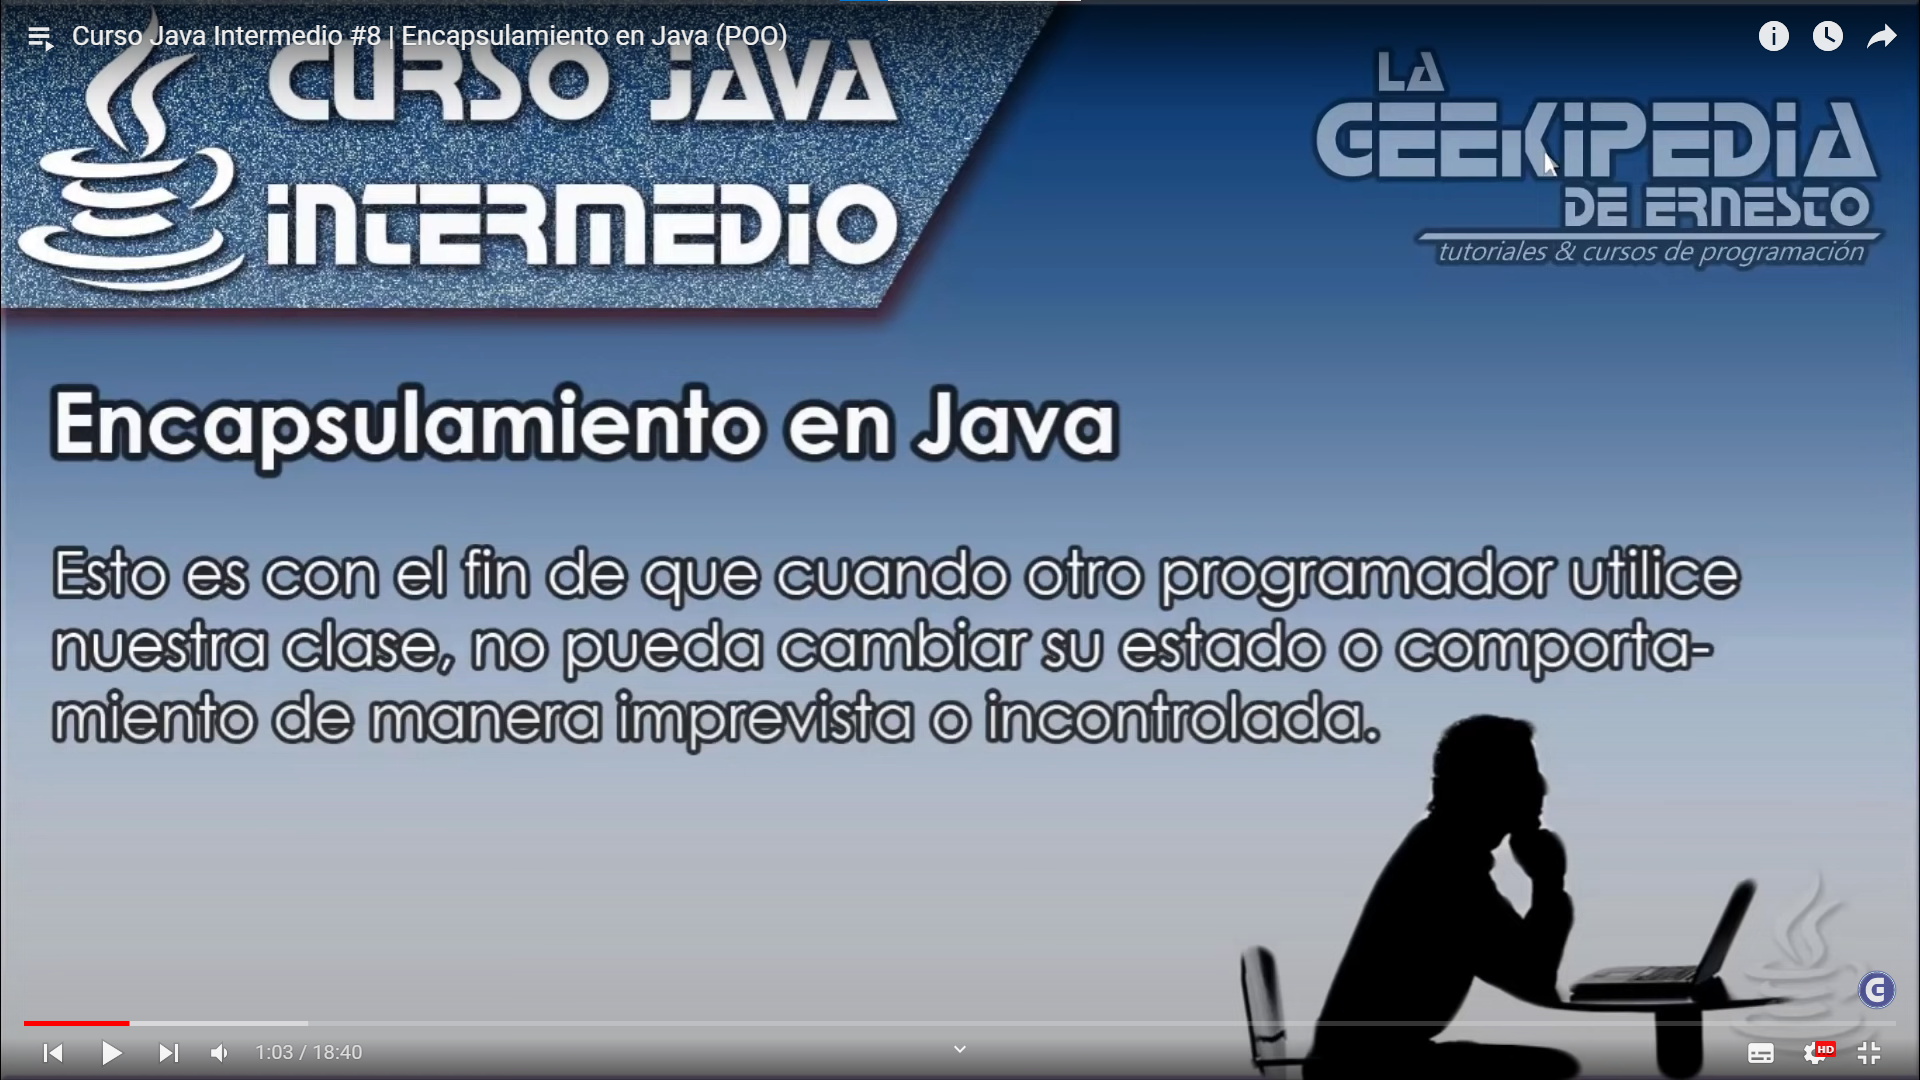 Curso Java Intermedio #8 | Encapsulamiento en Java (POO)
CURSO JAVA
INTERMEDIO
LA
GEEKIPEDIA
DE ERNESTO
tutoriales & cursos de programación
Encapsulamiento en Java
Esto es con el fin de que cuando otro programador utilice
nuestra clase, no pueda cambiar su estado o comporta-
miento de manera imprevista o incontrolada.
G
1:03 / 18:40
HD